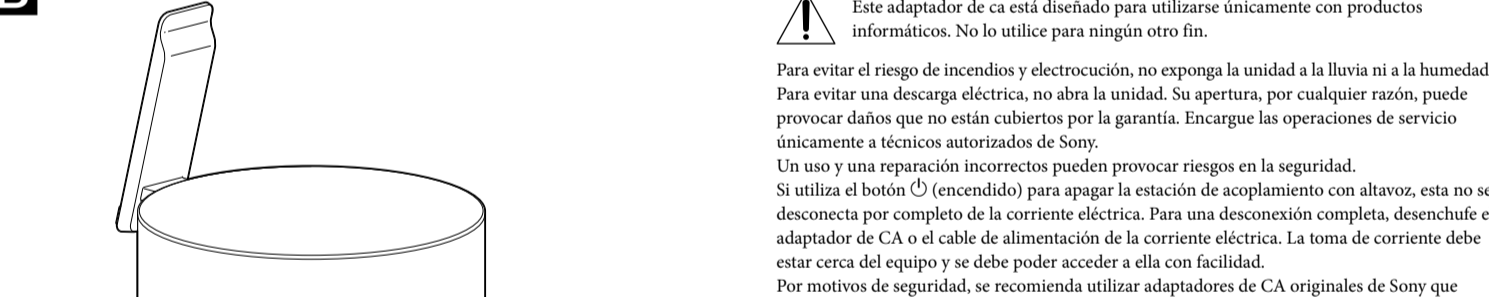 Este adaptador de ca está diseñado para utilizarse únicamente con productos
informáticos. No lo utilice para ningún otro fin.
Para evitar el riesgo de incendios y electrocución, no exponga la unidad a la lluvia ni a la humedad
Para evitar una descarga eléctrica, no abra la unidad. Su apertura, por cualquier razón, puede
provocar daños que no están cubiertos por la garantía. Encargue las operaciones de servicio
únicamente a técnicos autorizados de Sony.
Un uso y una reparación incorrectos pueden provocar riesgos en la seguridad.
Si utiliza el botón ⏻ (encendido) para apagar la estación de acoplamiento con altavoz, esta no se
desconecta por completo de la corriente eléctrica. Para una desconexión completa, desenchufe e
adaptador de CA o el cable de alimentación de la corriente eléctrica. La toma de corriente debe
estar cerca del equipo y se debe poder acceder a ella con facilidad.
Por motivos de seguridad, se recomienda utilizar adaptadores de CA originales de Sony que